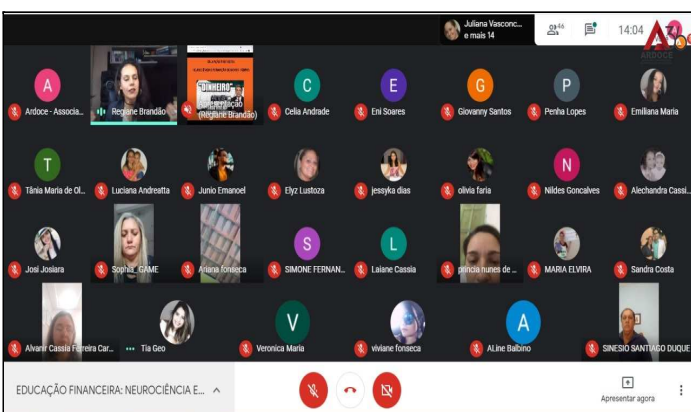 Juliana Vasconc...
e mais 14
46
14:04
ARDOCE
A
Ardoce - Associa...
Regiane Brandão
"DINHEIRO"
Apresentação
(Regiane Brandão)
C
Celia Andrade
E
Eni Soares
G
Giovanny Santos
P
Penha Lopes
Emiliana Maria
T
Tânia Maria de Ol...
Luciana Andreatta
Junio Emanoel
Elyz Lustoza
jessyka dias
olivia faria
N
Nildes Goncalves
Alechandra Cassi...
Josi Josiara
Sophia_GAME
Ariana fonseca
S
SIMONE FERNAN...
L
Laiane Cassia
princia nunes de ...
MARIA ELVIRA
Sandra Costa
Alvanir Cassia Ferreira Car...
Tia Geo
V
Veronica Maria
viviane fonseca
A
ALine Balbino
SINESIO SANTIAGO DUQUE
EDUCAÇÃO FINANCEIRA: NEUROCIÊNCIA E...
Apresentar agora